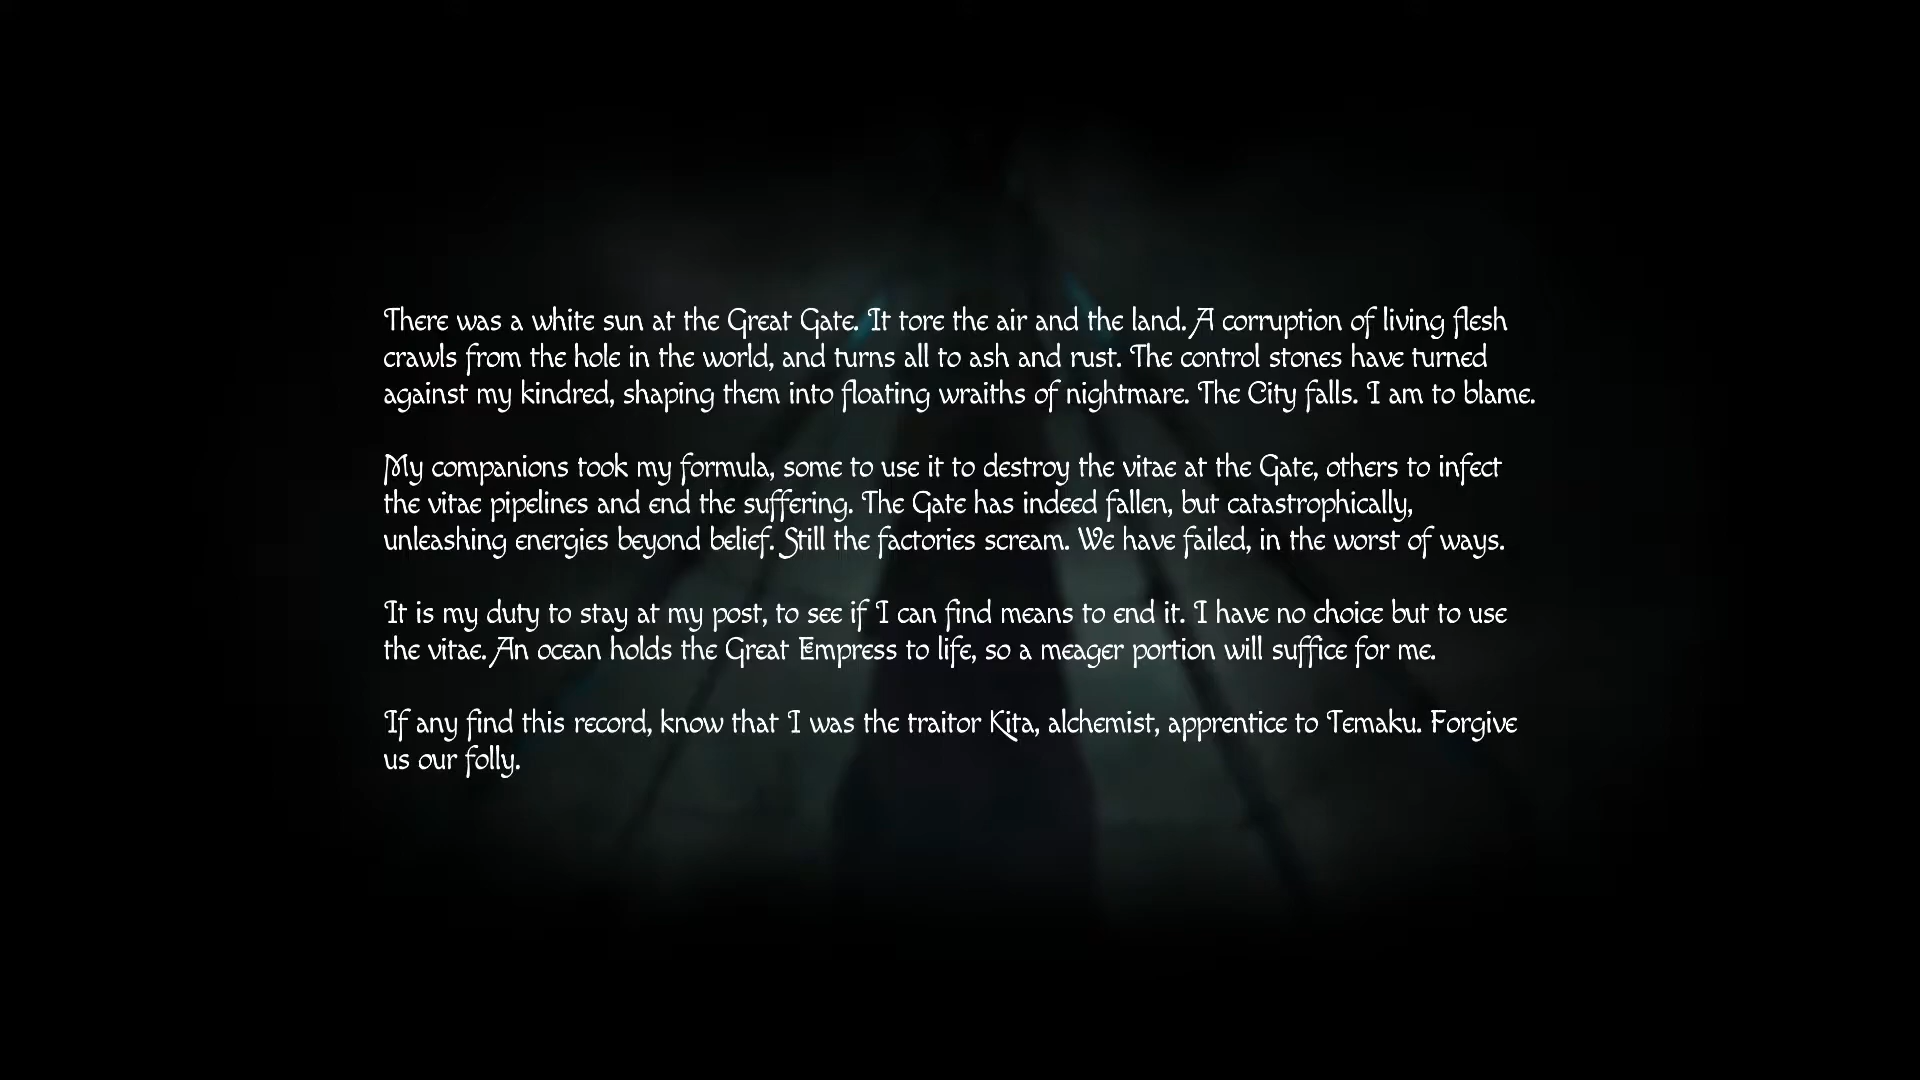 There was a white sun at the Great Gate. It tore the air and the land. A corruption of living flesh
crawls from the hole in the world, and turns all to ash and rust. The control stones have turned
against my kindred, shaping them into floating wraiths of nightmare. The City falls. I am to blame.
My companions took my formula, some to use it to destroy the vitae at the Gate, others to infect
the vitae pipelines and end the suffering. The Gate has indeed fallen, but catastrophically,
unleashing energies beyond belief. Still the factories scream. We have failed, in the worst of ways.
It is my duty to stay at my post, to see if I can find means to end it. I have no choice but to use
the vitae. An ocean holds the Great Empress to life, so a meager portion will suffice for me.
If any find this record, know that I was the traitor Kita, alchemist, apprentice to Temaku. Forgive
us our folly.